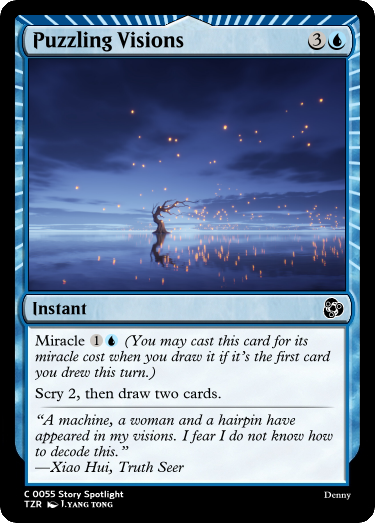 Puzzling Visions 3
Instant
Miracle 1 (You may cast this card for its
miracle cost when you draw it if it's the first card
you drew this turn.)
Scry 2, then draw two cards.
"A machine, a woman and a hairpin have
appeared in my visions. I fear I do not know how
to decode this."
—Xiao Hui, Truth Seer
C 0055 Story Spotlight
TZR J.YANG TONG
Denny